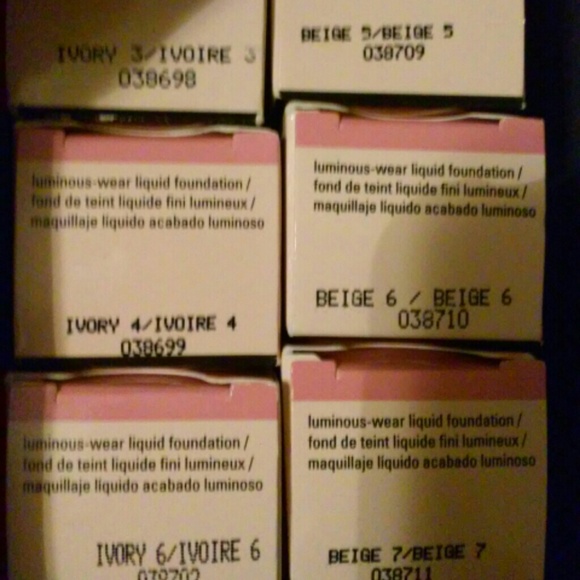 IVORY 3/IVOIRE 3
038698
BEIGE 5/BEIGE 5
038709
luminous-wear liquid foundation /
fond de teint liquide fini lumineux /
maquillaje liquido acabado luminoso
IVORY 4/IVOIRE 4
038699
luminous-wear liquid foundation /
fond de teint liquide fini lumineux /
maquillaje liquido acabado luminoso
BEIGE 6 / BEIGE 6
038710
luminous-wear liquid foundation /
fond de teint liquide fini lumineux /
maquillaje liquido acabado luminoso
IVORY 6/IVOIRE 6
luminous-wear liquid foundation /
fond de teint liquide fini lumineux /
maquillaje liquido acabado luminoso
BEIGE 7/BEIGE 7
038711